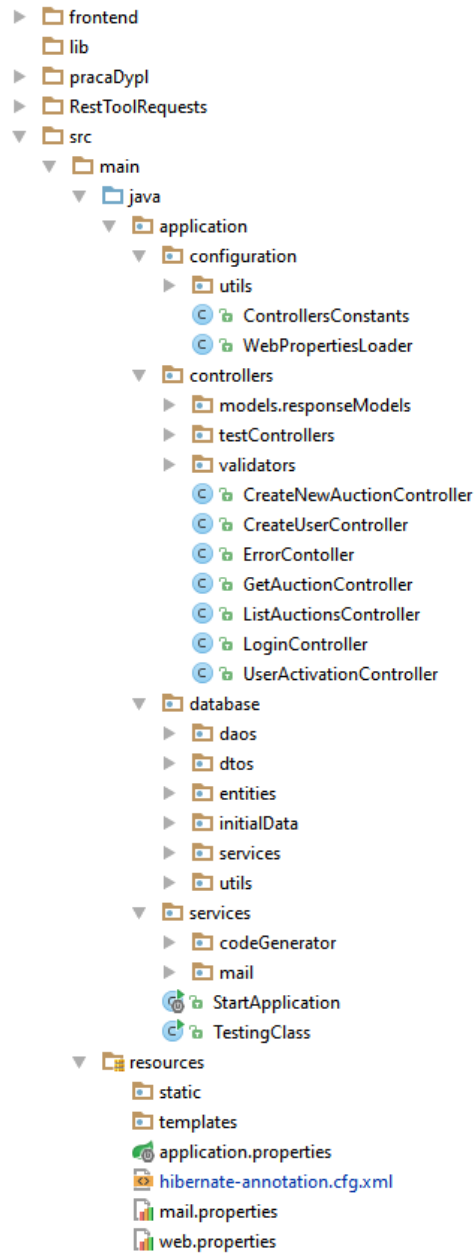 frontend
lib
pracaDypl
RestToolRequests
src
main
java
application
configuration
utils
ControllersConstants
WebPropertiesLoader
controllers
models.responseModels
testControllers
validators
CreateNewAuctionController
CreateUserController
ErrorContoller
GetAuctionController
ListAuctionsController
LoginController
UserActivationController
database
daos
dtos
entities
initialData
services
utils
services
codeGenerator
mail
StartApplication
TestingClass
resources
static
templates
application.properties
hibernate-annotation.cfg.xml
mail.properties
web.properties